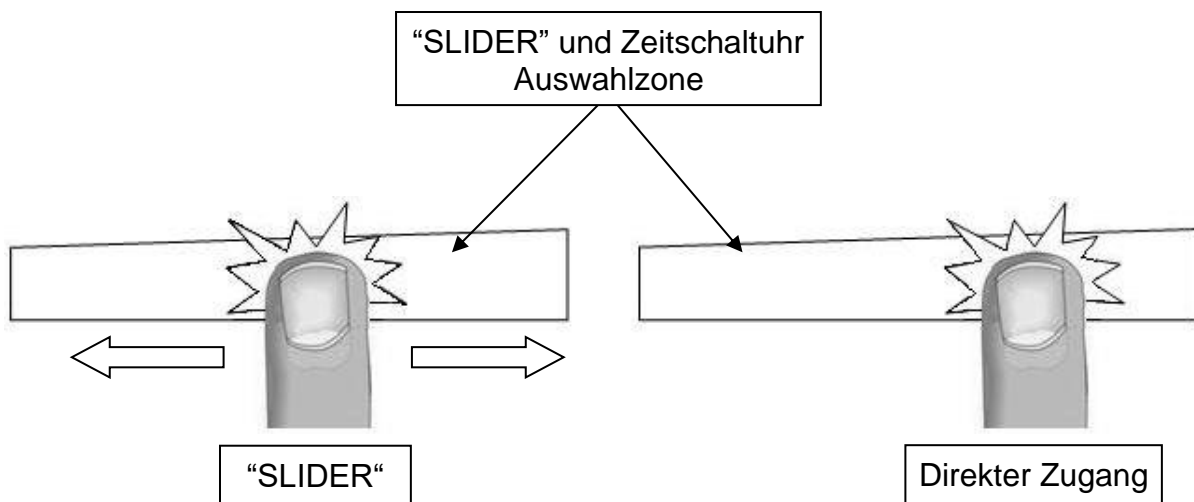 “SLIDER” und Zeitschaltuhr
Auswahlzone
“SLIDER“
Direkter Zugang